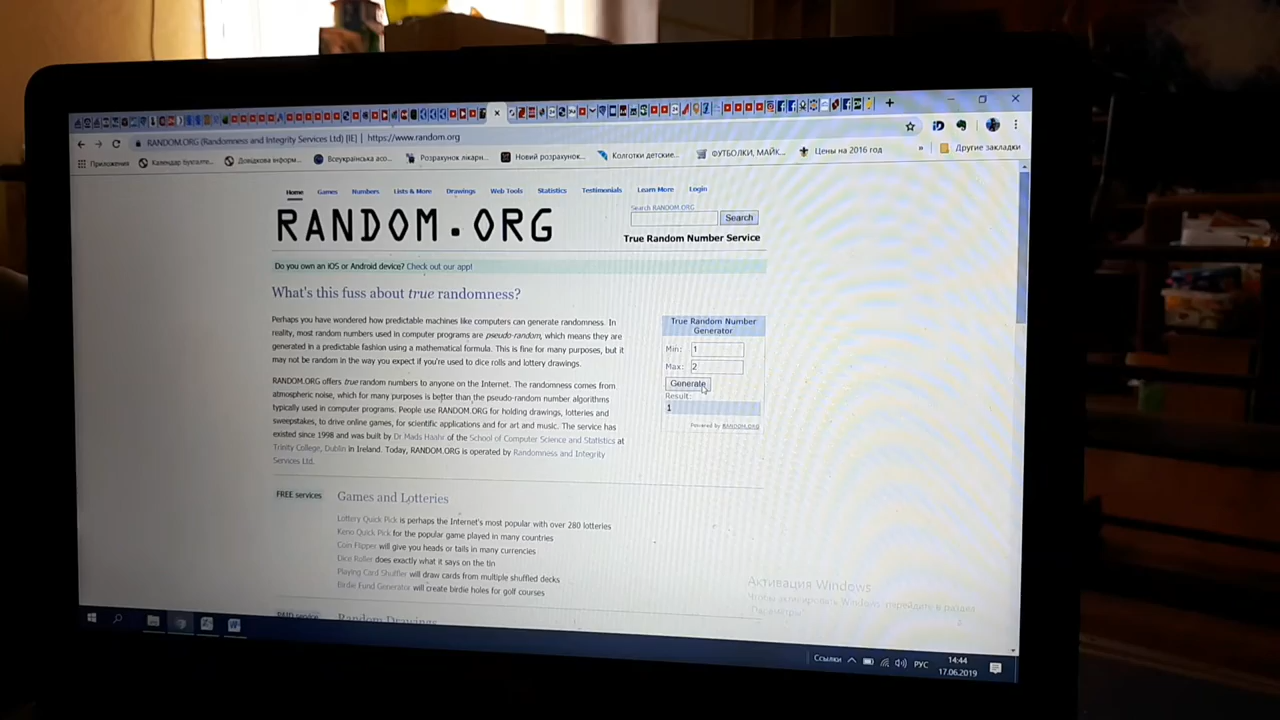 RANDOM.ORG (Randomness and Integrity Services Ltd) [IE] | https://www.random.org
Приложения Календар бухгалте... Довідкова інформ... Всеукраїнська асо... Розрахунок лікарн... Новий розрахунок... Колготки детские... ФУТБОЛКИ, МАЙК... Цены на 2016 год » Другие закладки
Home Games Numbers Lists & More Drawings Web Tools Statistics Testimonials Learn More Login
RANDOM.ORG
Search RANDOM.ORG
Search
True Random Number Service
Do you own an iOS or Android device? Check out our app!
What's this fuss about true randomness?
Perhaps you have wondered how predictable machines like computers can generate randomness. In
reality, most random numbers used in computer programs are pseudo-random, which means they are
generated in a predictable fashion using a mathematical formula. This is fine for many purposes, but it
may not be random in the way you expect if you're used to dice rolls and lottery drawings.
RANDOM.ORG offers true random numbers to anyone on the Internet. The randomness comes from
atmospheric noise, which for many purposes is better than the pseudo-random number algorithms
typically used in computer programs. People use RANDOM.ORG for holding drawings, lotteries and
sweepstakes, to drive online games, for scientific applications and for art and music. The service has
existed since 1998 and was built by Dr Mads Haahr of the School of Computer Science and Statistics at
Trinity College, Dublin in Ireland. Today, RANDOM.ORG is operated by Randomness and Integrity
Services Ltd.
True Random Number
Generator
Min: 1
Max: 2
Generate
Result:
1
Powered by RANDOM.ORG
FREE services
Games and Lotteries
Lottery Quick Pick is perhaps the Internet's most popular with over 280 lotteries
Keno Quick Pick for the popular game played in many countries
Coin Flipper will give you heads or tails in many currencies
Dice Roller does exactly what it says on the tin
Playing Card Shuffler will draw cards from multiple shuffled decks
Birdie Fund Generator will create birdie holes for golf courses
PAID service
Random Drawings
Активация Windows
Чтобы активировать Windows, перейдите в раздел
"Параметры".
Ссылки
РУС
14:44
17.06.2019